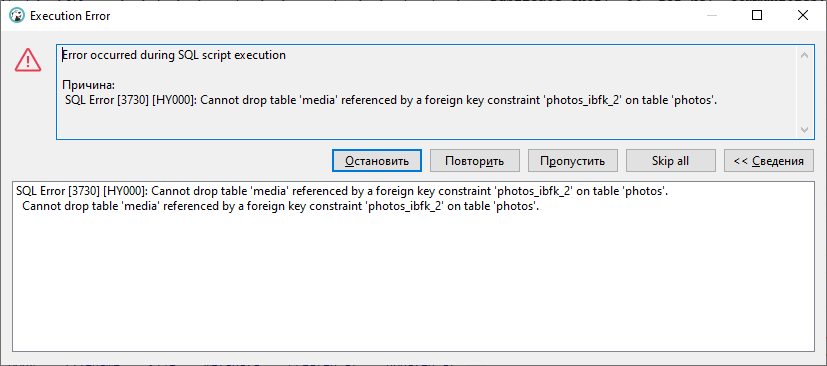 Execution Error
Error occurred during SQL script execution
Причина:
SQL Error [3730] [HY000]: Cannot drop table 'media' referenced by a foreign key constraint 'photos_ibfk_2' on table 'photos'.
Остановить
Повторить
Пропустить
Skip all
<< Сведения
SQL Error [3730] [HY000]: Cannot drop table 'media' referenced by a foreign key constraint 'photos_ibfk_2' on table 'photos'.
Cannot drop table 'media' referenced by a foreign key constraint 'photos_ibfk_2' on table 'photos'.